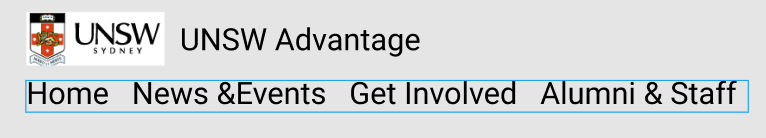 UNSW
SYDNEY
UNSW Advantage
Home News &Events Get Involved Alumni & Staff